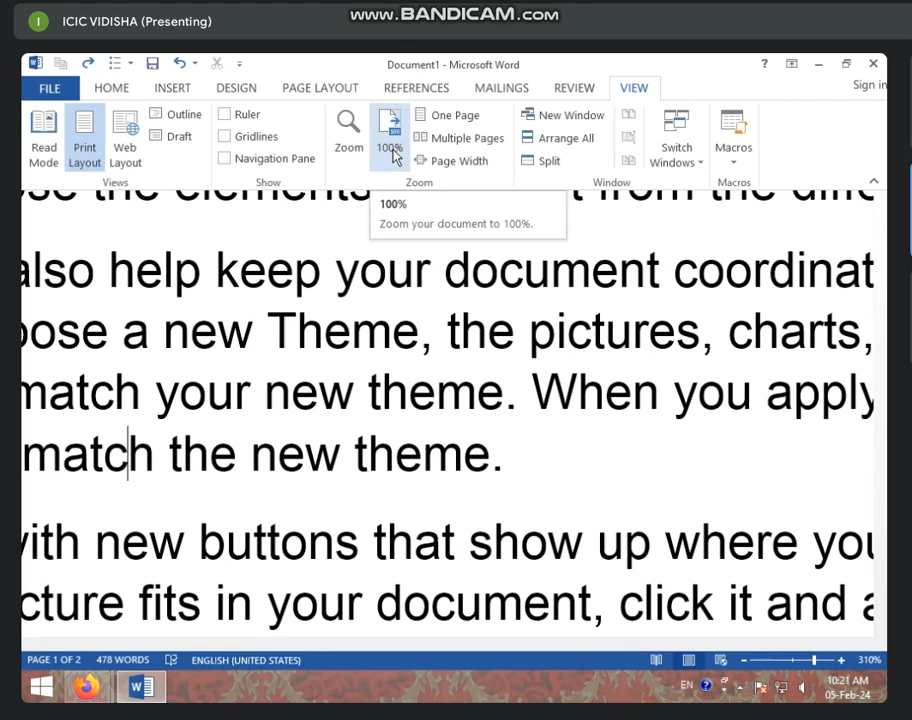 www.BANDICAM.com
I ICIC VIDISHA (Presenting)
Document1 - Microsoft Word
Sign in
FILE HOME INSERT DESIGN PAGE LAYOUT REFERENCES MAILINGS REVIEW VIEW
Read Mode
Print Layout
Web Layout
Outline
Draft
Views
Ruler
Gridlines
Navigation Pane
Show
Zoom
100%
One Page
Multiple Pages
Page Width
Zoom
New Window
Arrange All
Split
Switch Windows
Window
Macros
Macros
100%
Zoom your document to 100%.
also help keep your document coordinat
oose a new Theme, the pictures, charts,
match your new theme. When you apply
match the new theme.
with new buttons that show up where you
cture fits in your document, click it and a
PAGE 1 OF 2 478 WORDS ENGLISH (UNITED STATES) 310%
EN 10:21 AM
05-Feb-24